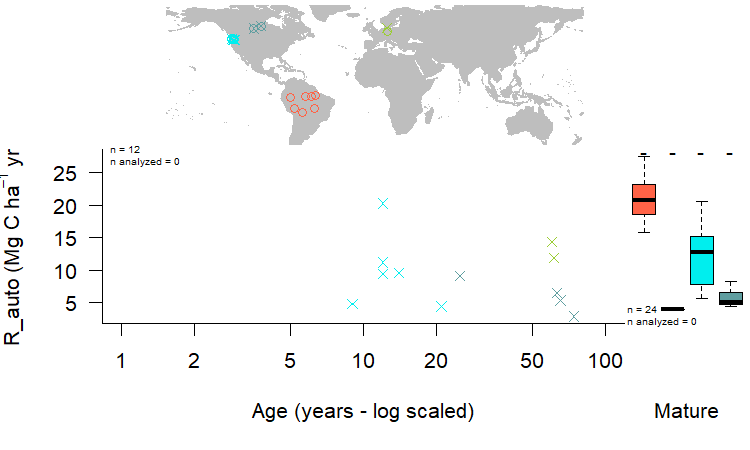 n = 12
n analyzed = 0
R_auto (Mg C ha⁻¹ yr
25
20
15
10
5
n = 24
n analyzed = 0
1 2 5 10 20 50 100
Age (years - log scaled) Mature